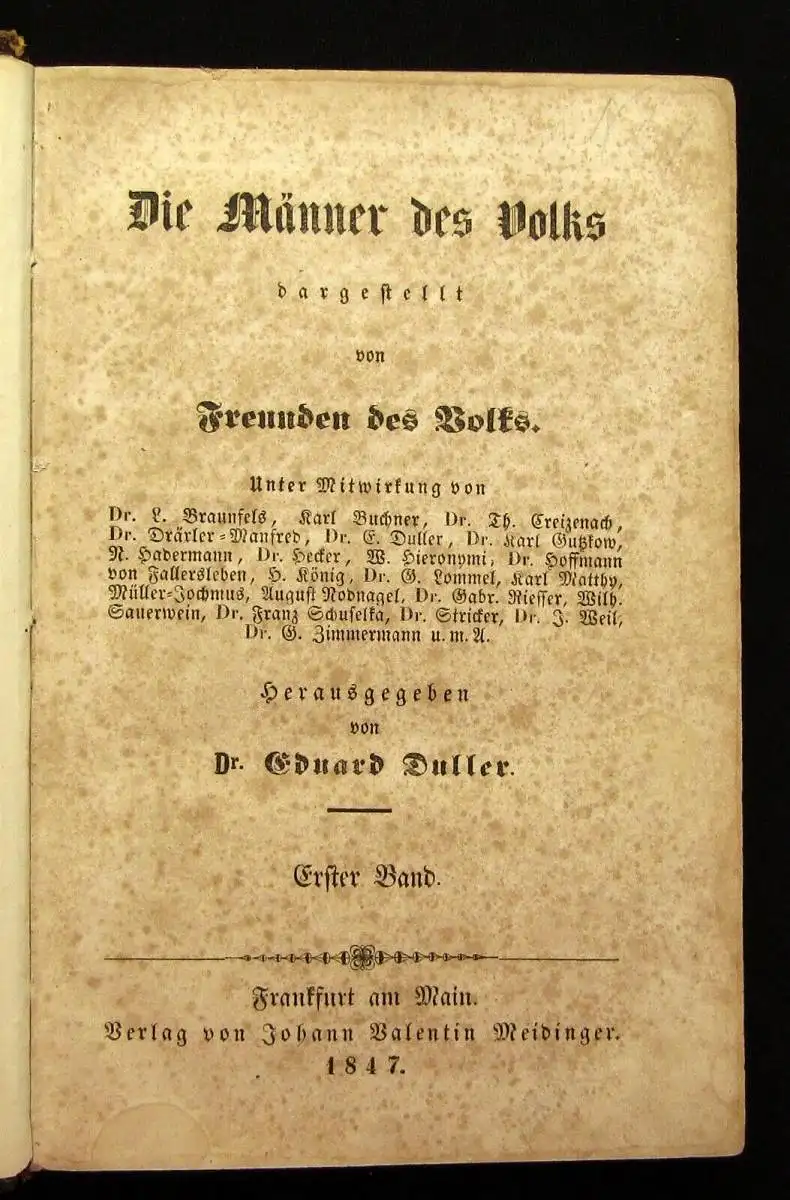 Die Männer des Volks
dargestellt
von
Freunden des Volks.
Unter Mitwirkung von
Dr. L. Braunfels, Karl Buchner, Dr. Th. Creizenach,
Dr. Dräxler-Manfred, Dr. E. Duller, Dr. Karl Gutzkow,
N. Hadermann, Dr. Hecker, W. Hieronymi, Dr. Hoffmann
von Fallersleben, H. König, Dr. G. Lommel, Karl Matthy,
Müller-Jochmus, August Nodnagel, Dr. Gabr. Riesser, Wilh.
Sauerwein, Dr. Franz Schuselka, Dr. Stricker, Dr. J. Weil,
Dr. G. Zimmermann u. m. A.
Herausgegeben
von
Dr. Eduard Duller.
Erster Band.
Frankfurt am Main.
Verlag von Johann Valentin Meidinger.
1847.